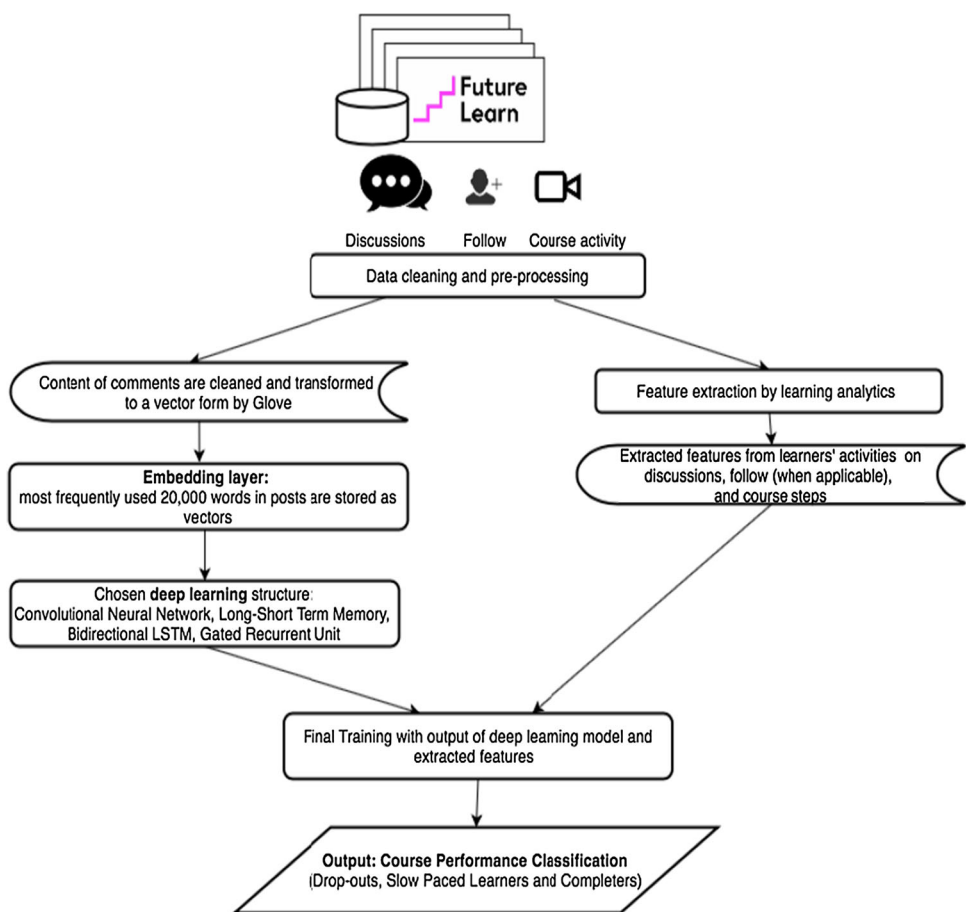 Future
Learn
Discussions Follow Course activity
Data cleaning and pre-processing
Content of comments are cleaned and transformed
to a vector form by Glove
Feature extraction by learning analytics
Embedding layer:
most frequently used 20,000 words in posts are stored as
vectors
Extracted features from learners' activities on
discussions, follow (when applicable),
and course steps
Chosen deep learning structure:
Convolutional Neural Network, Long-Short Term Memory,
Bidirectional LSTM, Gated Recurrent Unit
Final Training with output of deep learning model and
extracted features
Output: Course Performance Classification
(Drop-outs, Slow Paced Learners and Completers)